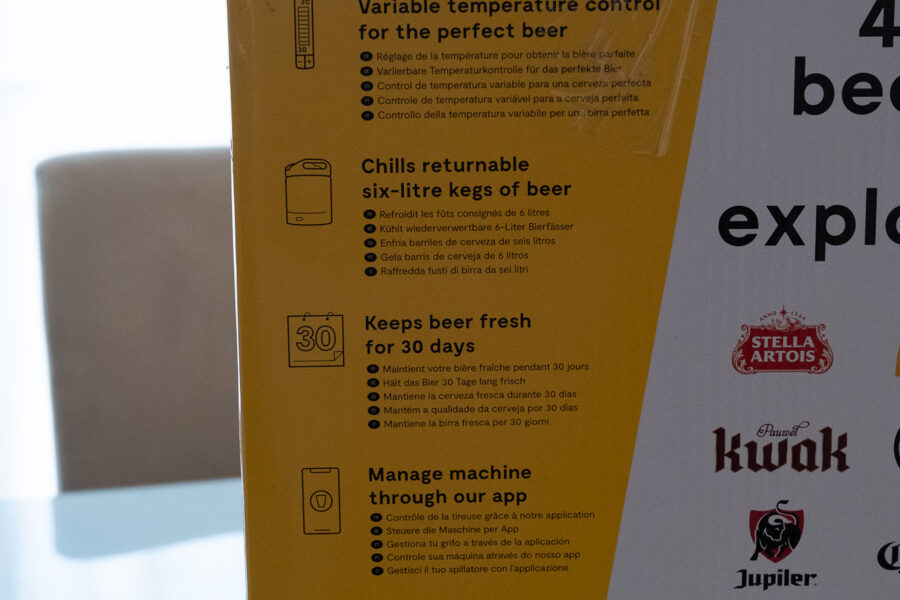 30
Variable temperature control
for the perfect beer
Réglage de la température pour obtenir la bière parfaite
Variierbare Temperaturkontrolle für das perfekte Bier
Control de temperatura variable para una cerveza perfecta
Controle de temperatura variável para a cerveja perfeita
Controllo della temperatura variabile per una birra perfetta
Chills returnable
six-litre kegs of beer
Refroidit les fûts consignés de 6 litres
Kühlt wiederverwertbare 6-Liter Bierfässer
Enfría barriles de cerveza de seis litros
Gela barris de cerveja de 6 litros
Raffredda fusti di birra da sei litri
30
Keeps beer fresh
for 30 days
Maintient votre bière fraîche pendant 30 jours
Hält das Bier 30 Tage lang frisch
Mantiene la cerveza fresca durante 30 días
Mantém a qualidade da cerveja por 30 dias
Mantiene la birra fresca per 30 giorni
Manage machine
through our app
Contrôle de la tireuse grâce à notre application
Steuere die Maschine per App
Gestiona tu grifo a través de la aplicación
Controle sua máquina através do nosso app
Gestisci il tuo spillatore con l'applicazione
4
bee
explo
ANNO 1366
STELLA
ARTOIS
Pauwel
Kwak
Jupiler